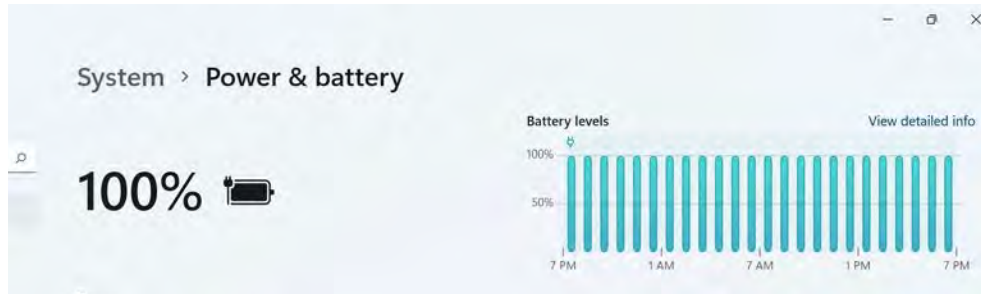 System > Power & battery
Battery levels
View detailed info
100%
100%
50%
7 PM
1 AM
7 AM
1 PM
7 PM